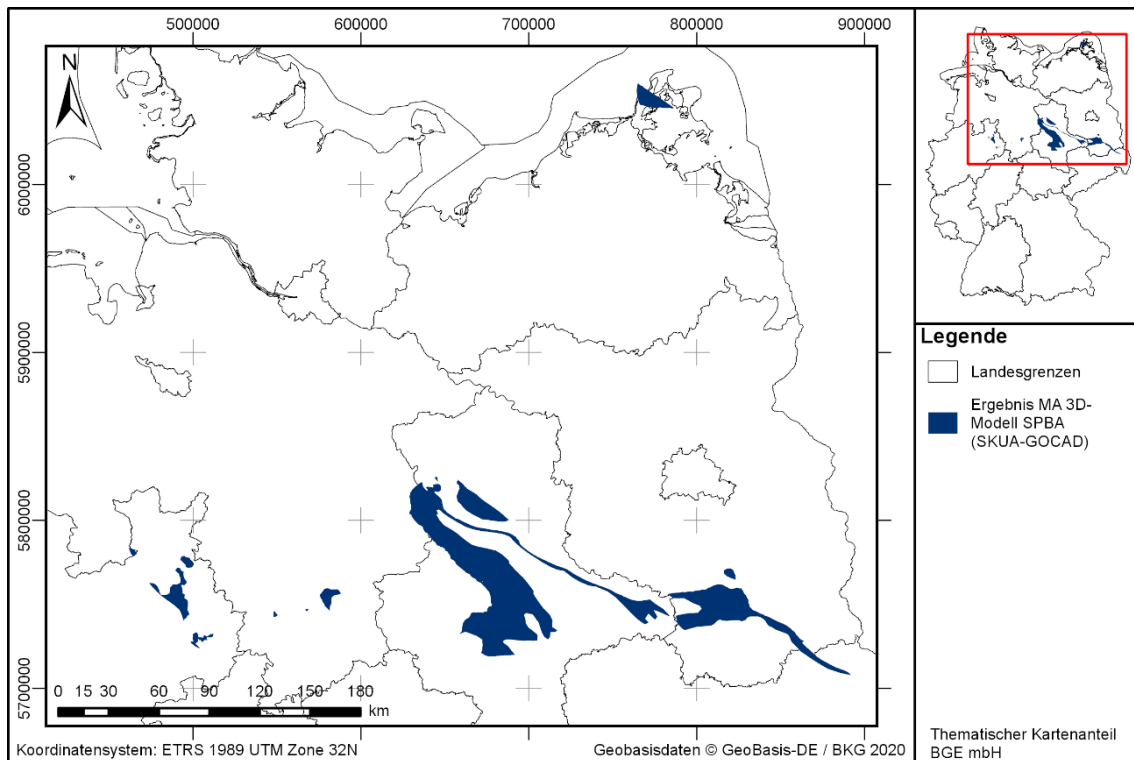 500000 600000 700000 800000 900000
N
6000000
5900000
5800000
5700000
0 15 30 60 90 120 150 180
km
Koordinatensystem: ETRS 1989 UTM Zone 32N
Geobasisdaten © GeoBasis-DE / BKG 2020
Legende
Landesgrenzen
Ergebnis MA 3D-
Modell SPBA
(SKUA-GOCAD)
Thematischer Kartenanteil
BGE mbH